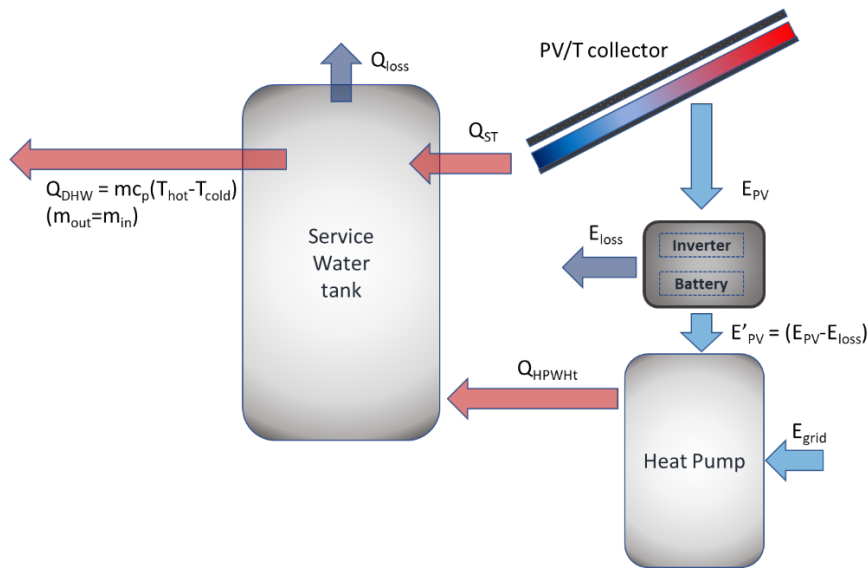 PV/T collector
Q_loss
Q_ST
Q_DHW = mc_p(T_hot-T_cold)
(m_out=m_in)
E_PV
Service
Water
tank
E_loss
Inverter
Battery
E'_PV = (E_PV-E_loss)
Q_HPWHt
E_grid
Heat Pump